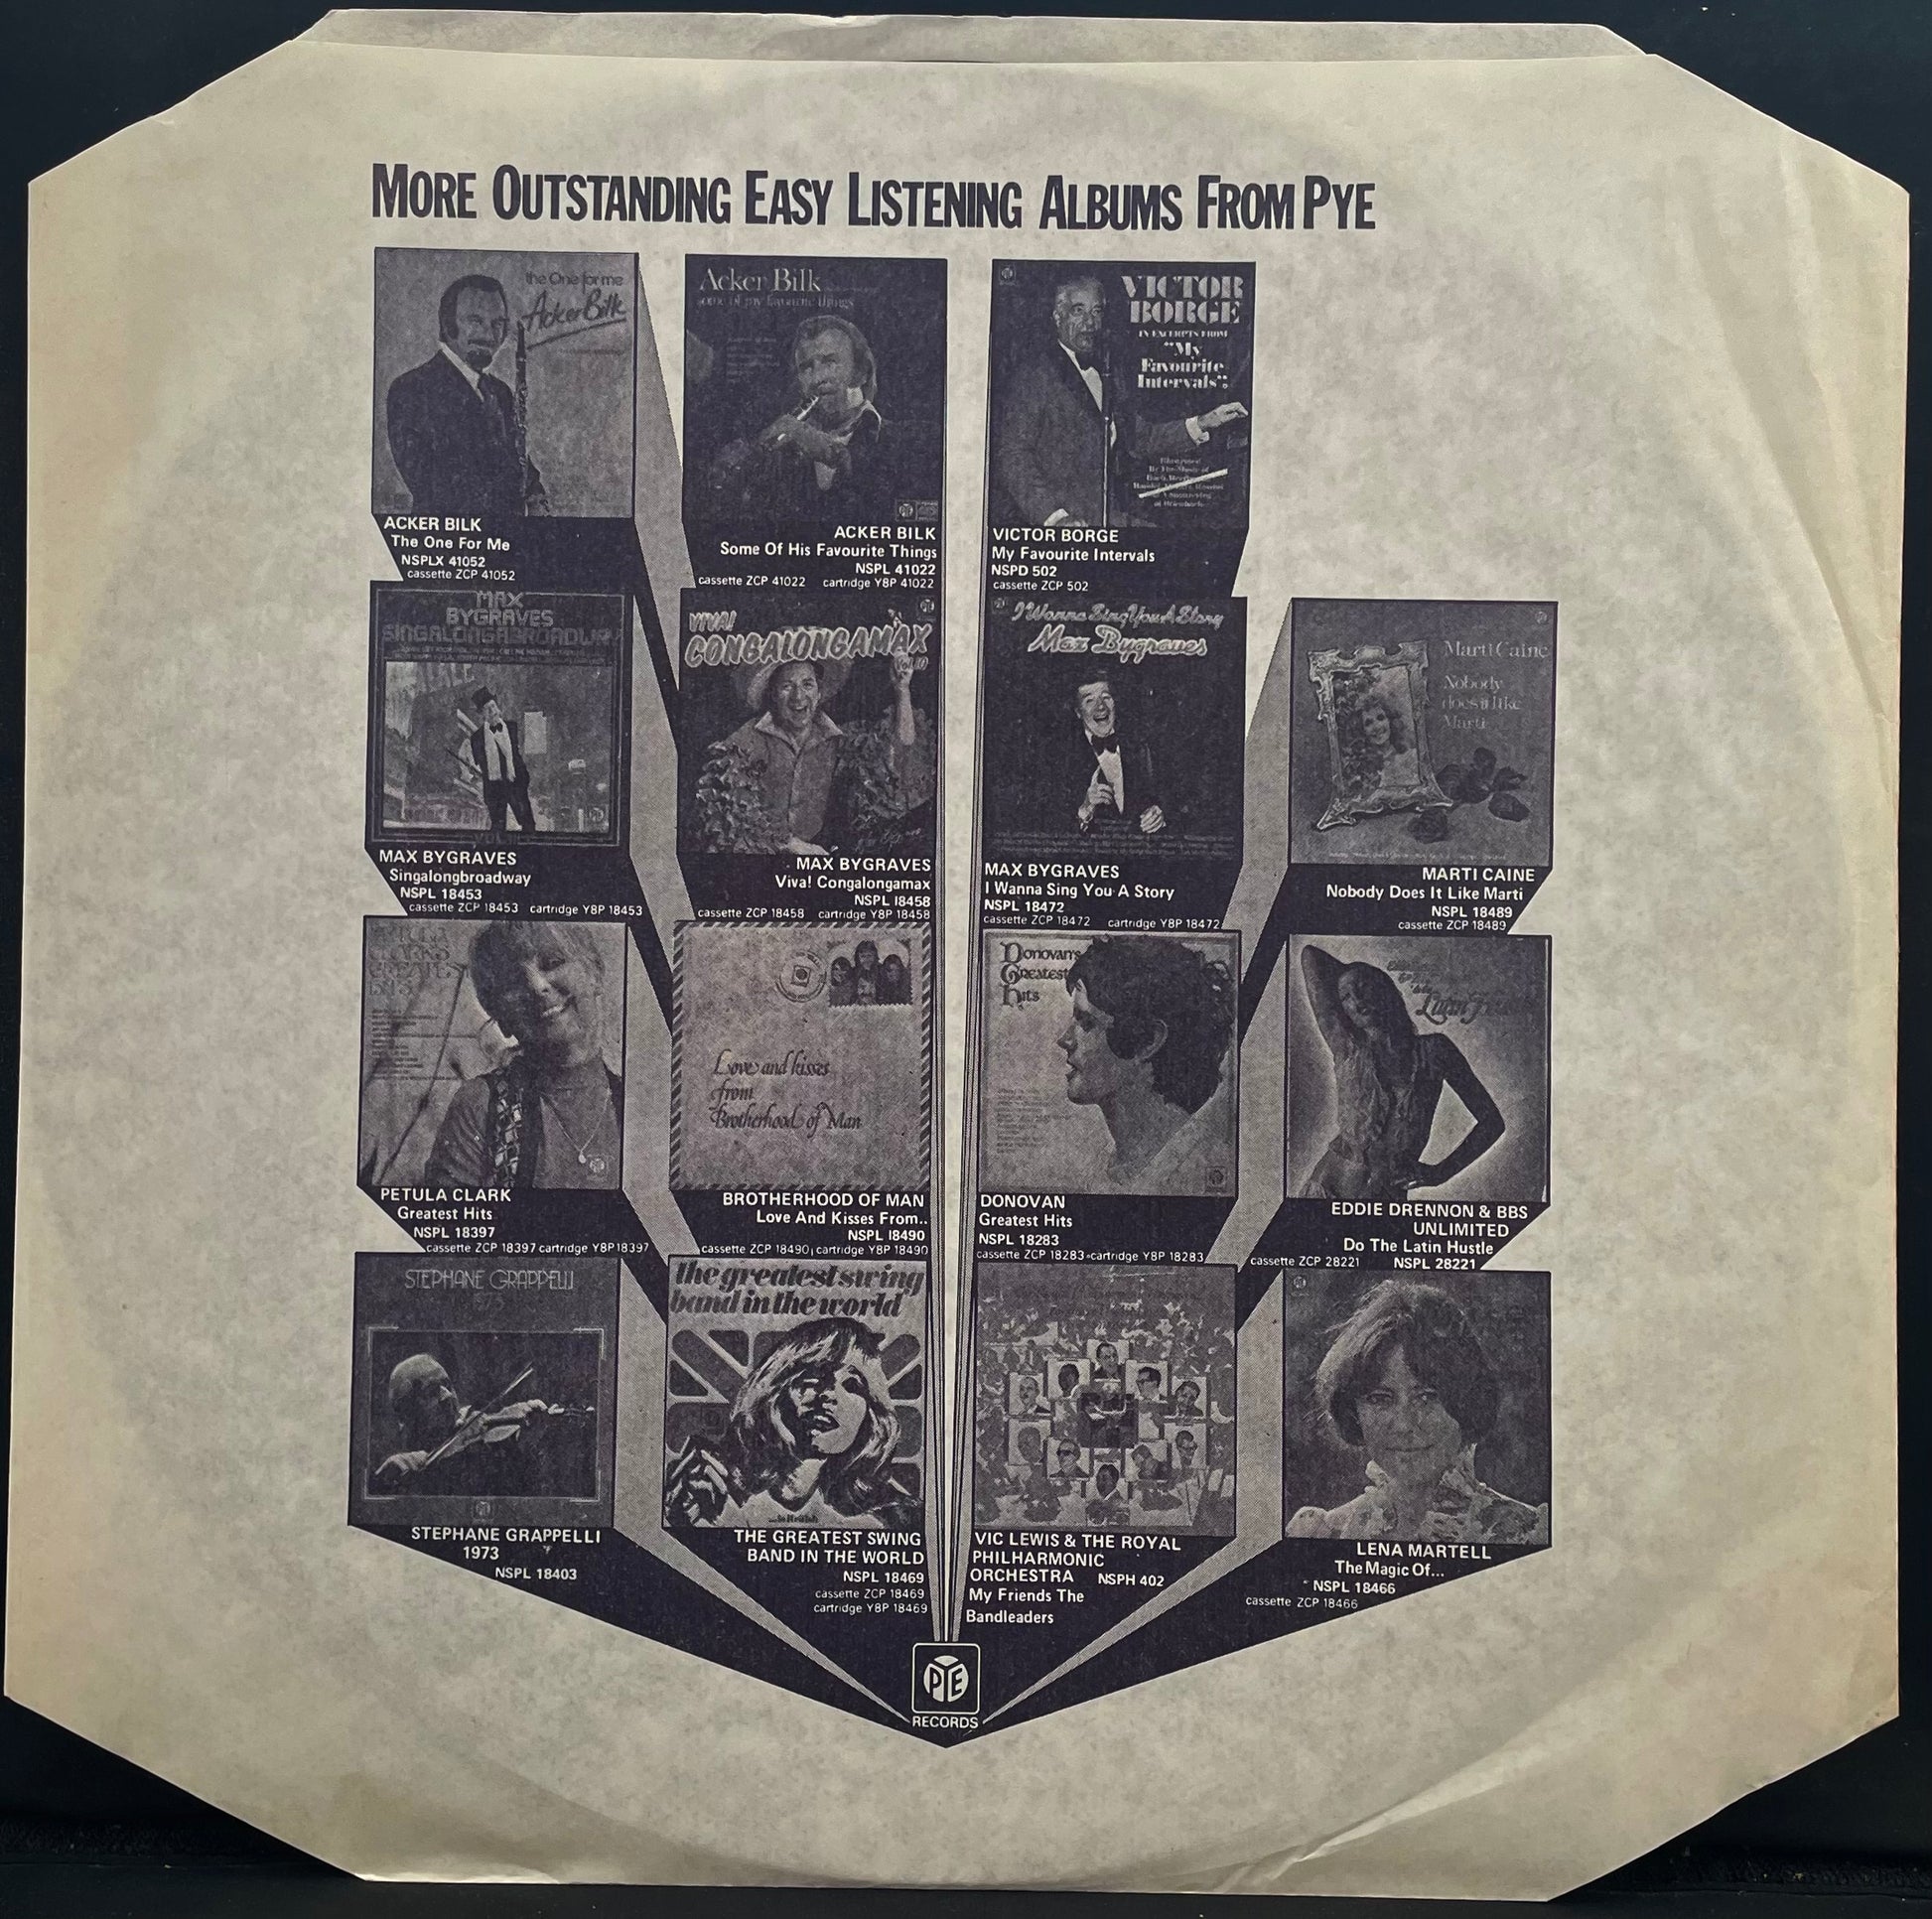 MORE OUTSTANDING EASY LISTENING ALBUMS FROM PYE
the One for me
Acker Bilk
ACKER BILK
The One For Me
NSPLX 41052
cassette ZCP 41052
Acker Bilk
some of my favourite things
ACKER BILK
Some Of His Favourite Things
NSPL 41022
cassette ZCP 41022 cartridge Y8P 41022
VICTOR
BORGE
IN EXCERPTS FROM
"My
Favourite
Intervals"
VICTOR BORGE
My Favourite Intervals
NSPD 502
cassette ZCP 502
MAX
BYGRAVES
SINGALONGABROADWAY
MAX BYGRAVES
Singalongbroadway
NSPL 18453
cassette ZCP 18453 cartridge Y8P 18453
VIVA!
CONGALONGAMAX
MAX BYGRAVES
Viva! Congalongamax
NSPL 18458
cassette ZCP 18458 cartridge Y8P 18458
I Wanna Sing You A Story
Max Bygraves
MAX BYGRAVES
I Wanna Sing You A Story
NSPL 18472
cassette ZCP 18472 cartridge Y8P 18472
Marti Caine
Nobody
does it like
Marti
MARTI CAINE
Nobody Does It Like Marti
NSPL 18489
cassette ZCP 18489
PETULA
CLARK'S
GREATEST
HITS
PETULA CLARK
Greatest Hits
NSPL 18397
cassette ZCP 18397 cartridge Y8P 18397
Love and kisses
from
Brotherhood of Man
BROTHERHOOD OF MAN
Love And Kisses From..
NSPL 18490
cassette ZCP 18490 cartridge Y8P 18490
Donovan's
Greatest
Hits
DONOVAN
Greatest Hits
NSPL 18283
cassette ZCP 18283 cartridge Y8P 18283
EDDIE DRENNON & BBS
UNLIMITED
Do The Latin Hustle
cassette ZCP 28221 NSPL 28221
STEPHANE GRAPPELLI
1973
STEPHANE GRAPPELLI
1973
NSPL 18403
the greatest swing
band in the world
...is British
THE GREATEST SWING
BAND IN THE WORLD
NSPL 18469
cassette ZCP 18469
cartridge Y8P 18469
VIC LEWIS & THE ROYAL
PHILHARMONIC
ORCHESTRA NSPH 402
My Friends The
Bandleaders
LENA MARTELL
The Magic Of...
NSPL 18466
cassette ZCP 18466
PYE
RECORDS